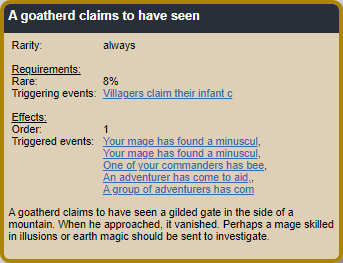 A goatherd claims to have seen
Rarity: always
Requirements:
Rare: 8%
Triggering events: Villagers claim their infant c
Effects:
Order: 1
Triggered events: Your mage has found a minuscul,
Your mage has found a minuscul,
One of your commanders has bee,
An adventurer has come to aid,,
A group of adventurers has com
A goatherd claims to have seen a gilded gate in the side of a
mountain. When he approached, it vanished. Perhaps a mage skilled
in illusions or earth magic should be sent to investigate.